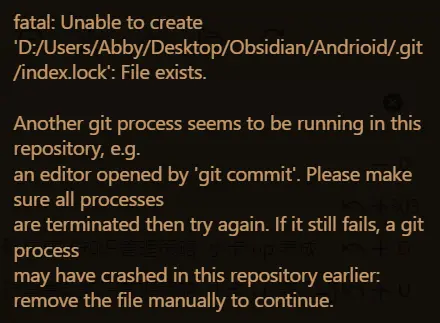 fatal: Unable to create
'D:/Users/Abby/Desktop/Obsidian/Andrioid/.git
/index.lock': File exists.

Another git process seems to be running in this
repository, e.g.
an editor opened by 'git commit'. Please make
sure all processes
are terminated then try again. If it still fails, a git
process
may have crashed in this repository earlier:
remove the file manually to continue.